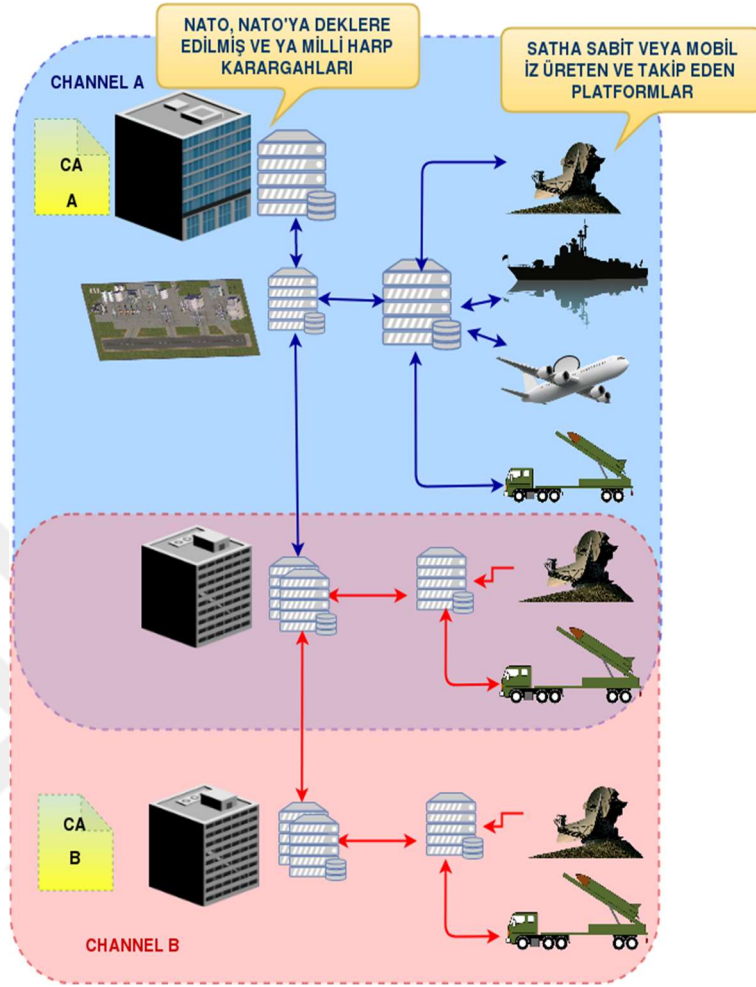 NATO, NATO'YA DEKLERE
EDİLMİŞ VE YA MİLLİ HARP
KARARGAHLARI
SATHA SABİT VEYA MOBİL
İZ ÜRETEN VE TAKİP EDEN
PLATFORMLAR
CHANNEL A
CA
A
CA
B
CHANNEL B